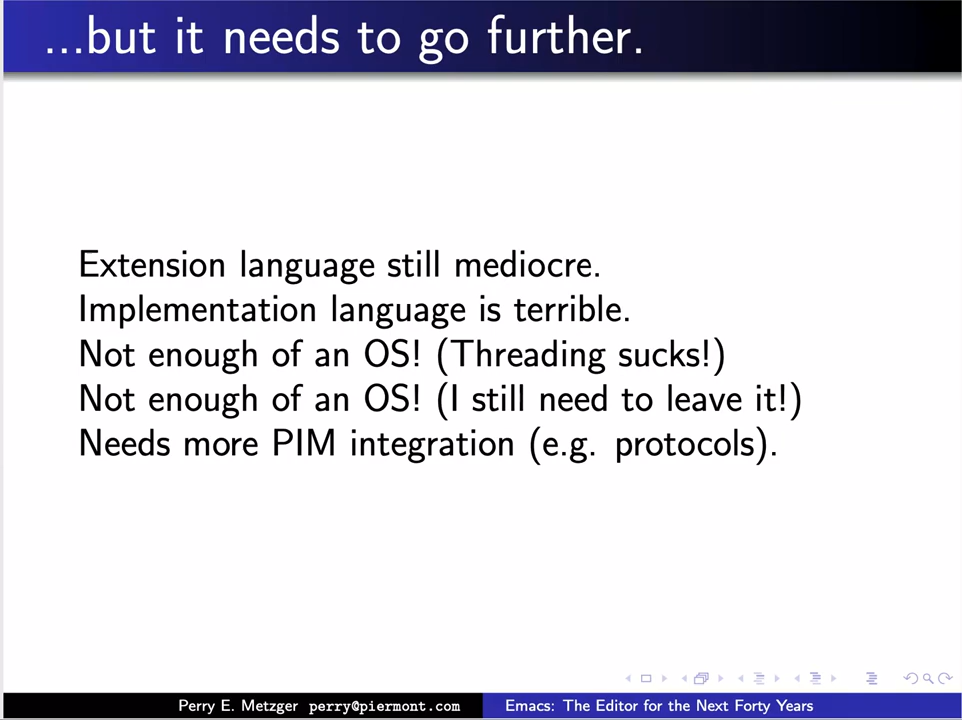 ...but it needs to go further.
Extension language still mediocre.
Implementation language is terrible.
Not enough of an OS! (Threading sucks!)
Not enough of an OS! (I still need to leave it!)
Needs more PIM integration (e.g. protocols).
Perry E. Metzger perry@piermont.com Emacs: The Editor for the Next Forty Years